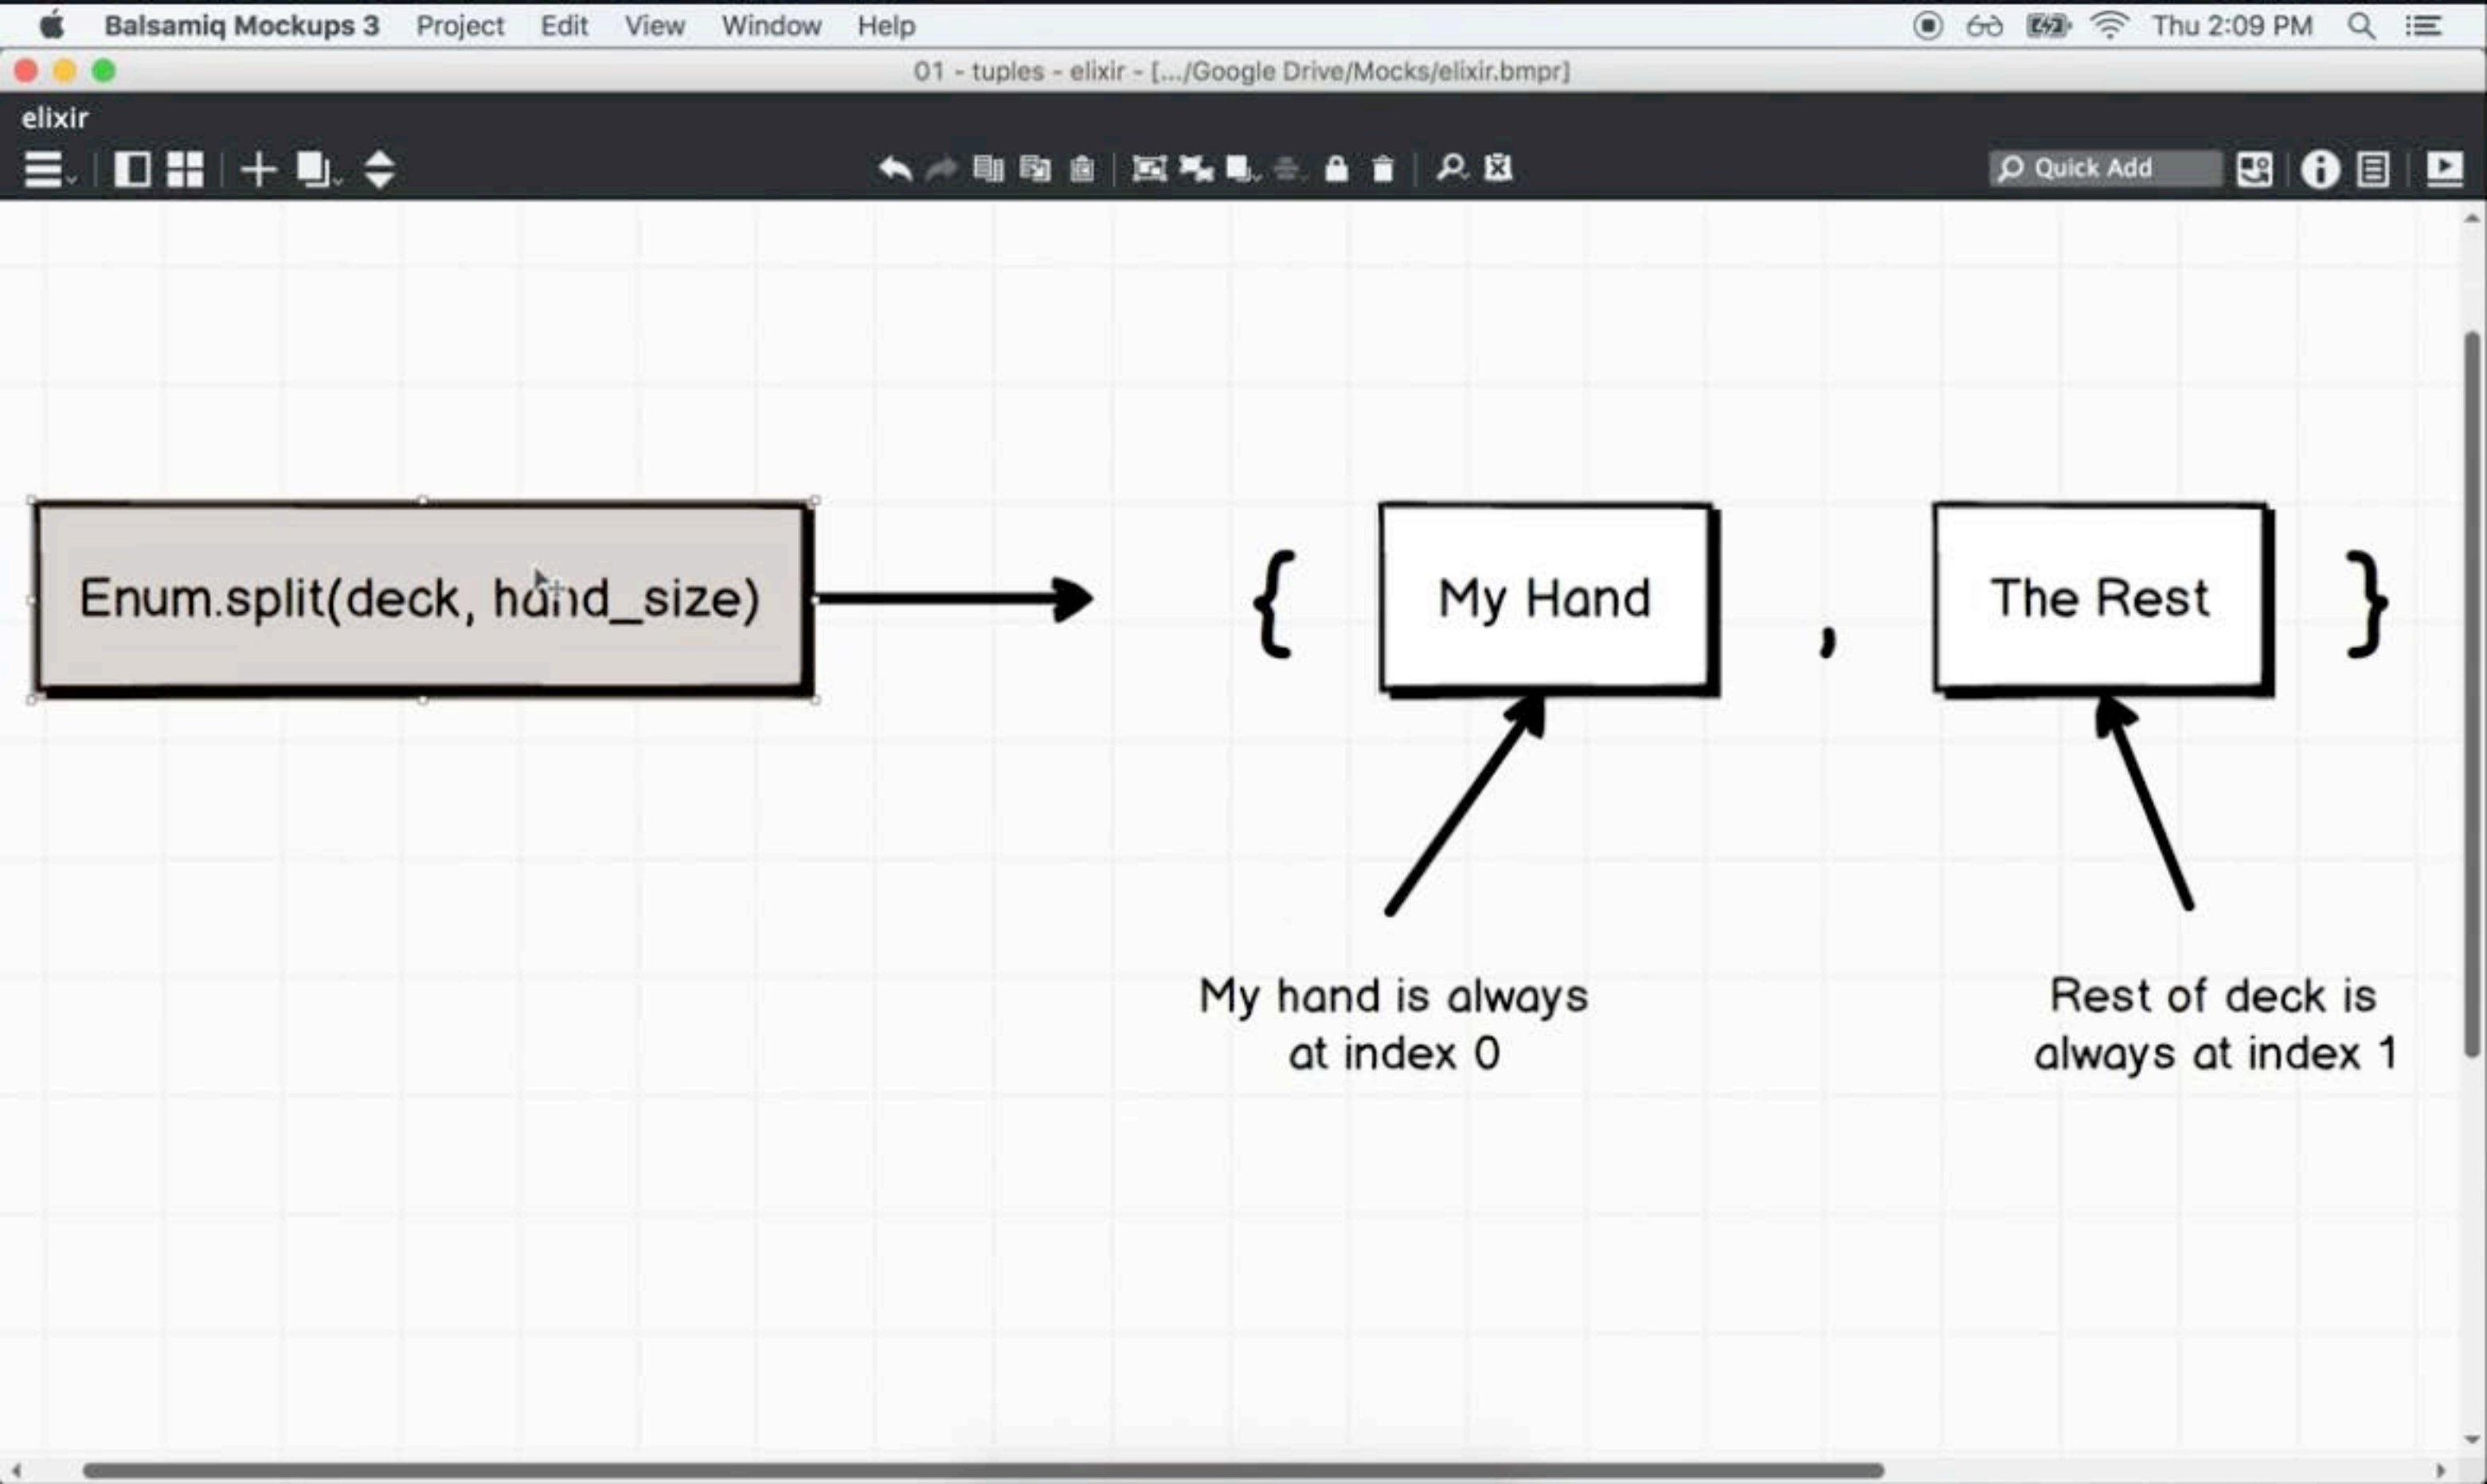 Balsamiq Mockups 3 Project Edit View Window Help Thu 2:09 PM
01 - tuples - elixir - [.../Google Drive/Mocks/elixir.bmpr]
elixir
Quick Add
Enum.split(deck, hand_size)
{ My Hand , The Rest }
My hand is always
at index 0
Rest of deck is
always at index 1